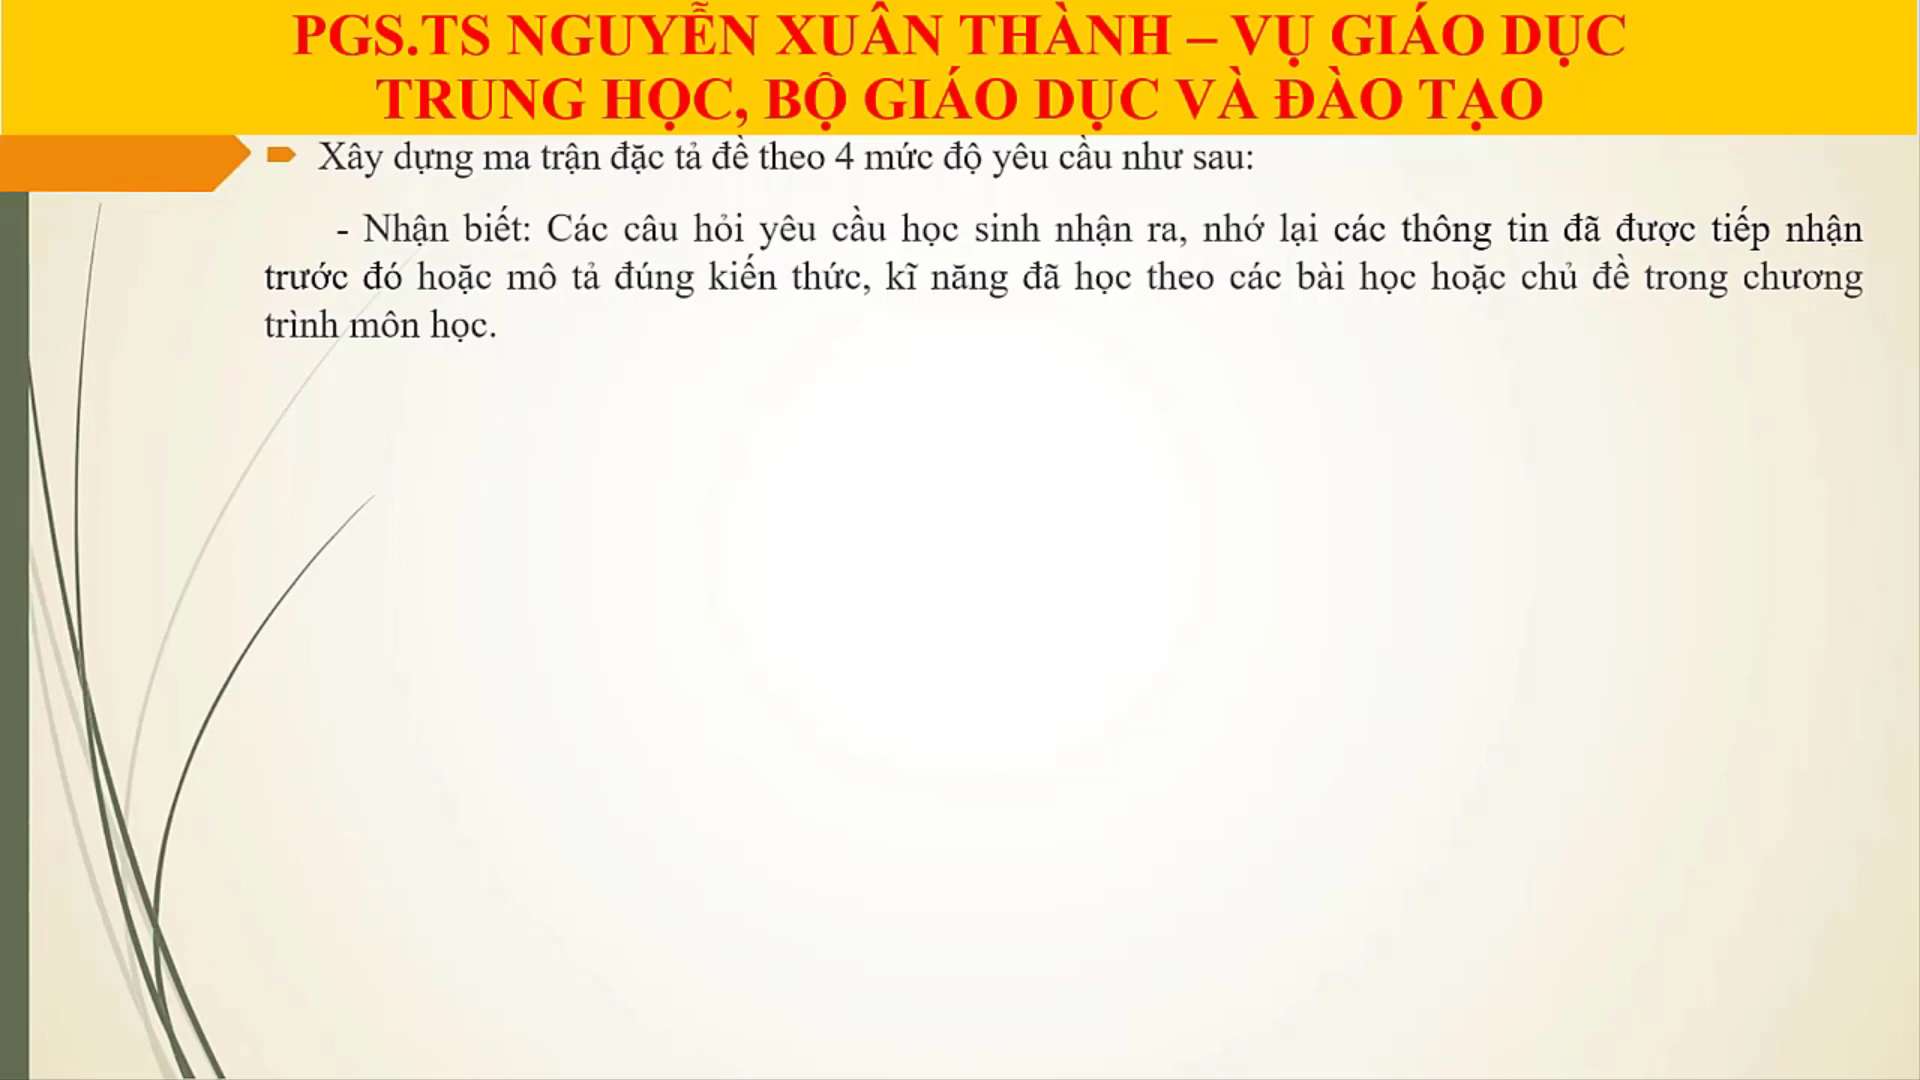 PGS.TS NGUYỄN XUÂN THÀNH – VỤ GIÁO DỤC
TRUNG HỌC, BỘ GIÁO DỤC VÀ ĐÀO TẠO
Xây dựng ma trận đặc tả đề theo 4 mức độ yêu cầu như sau:
- Nhận biết: Các câu hỏi yêu cầu học sinh nhận ra, nhớ lại các thông tin đã được tiếp nhận
trước đó hoặc mô tả đúng kiến thức, kĩ năng đã học theo các bài học hoặc chủ đề trong chương
trình môn học.